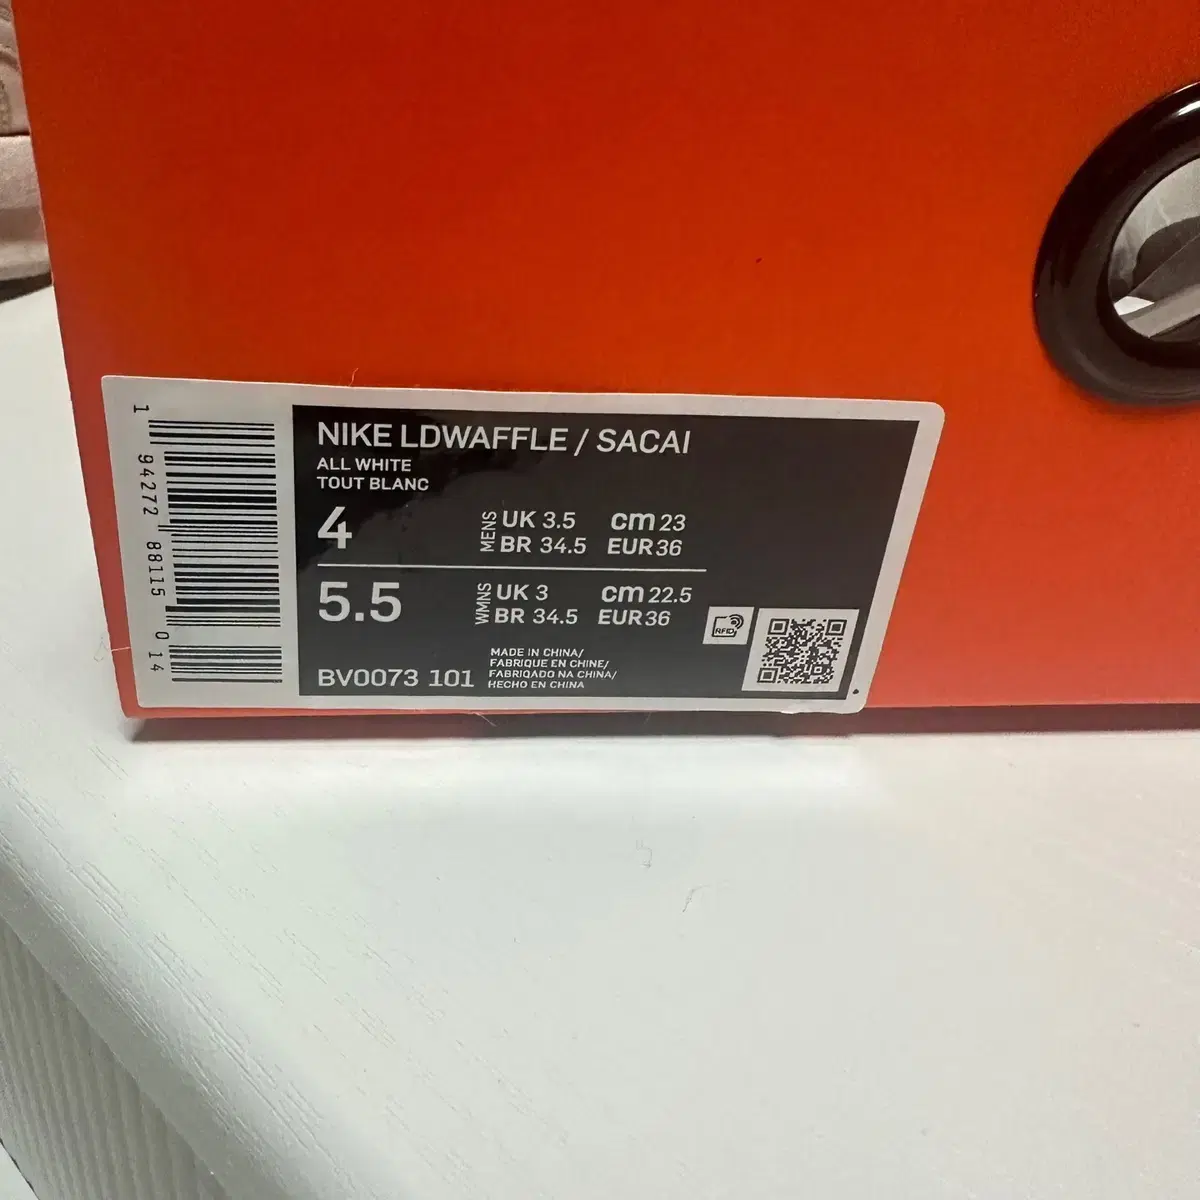 1 94272 88115 0 14
NIKE LDWAFFLE / SACAI
ALL WHITE
TOUT BLANC
4 MENS UK 3.5 cm 23
BR 34.5 EUR 36
5.5 WMNS UK 3 cm 22.5
BR 34.5 EUR 36
RFID
BV0073 101
MADE IN CHINA/
FABRIQUE EN CHINE/
FABRIQADO NA CHINA/
HECHO EN CHINA